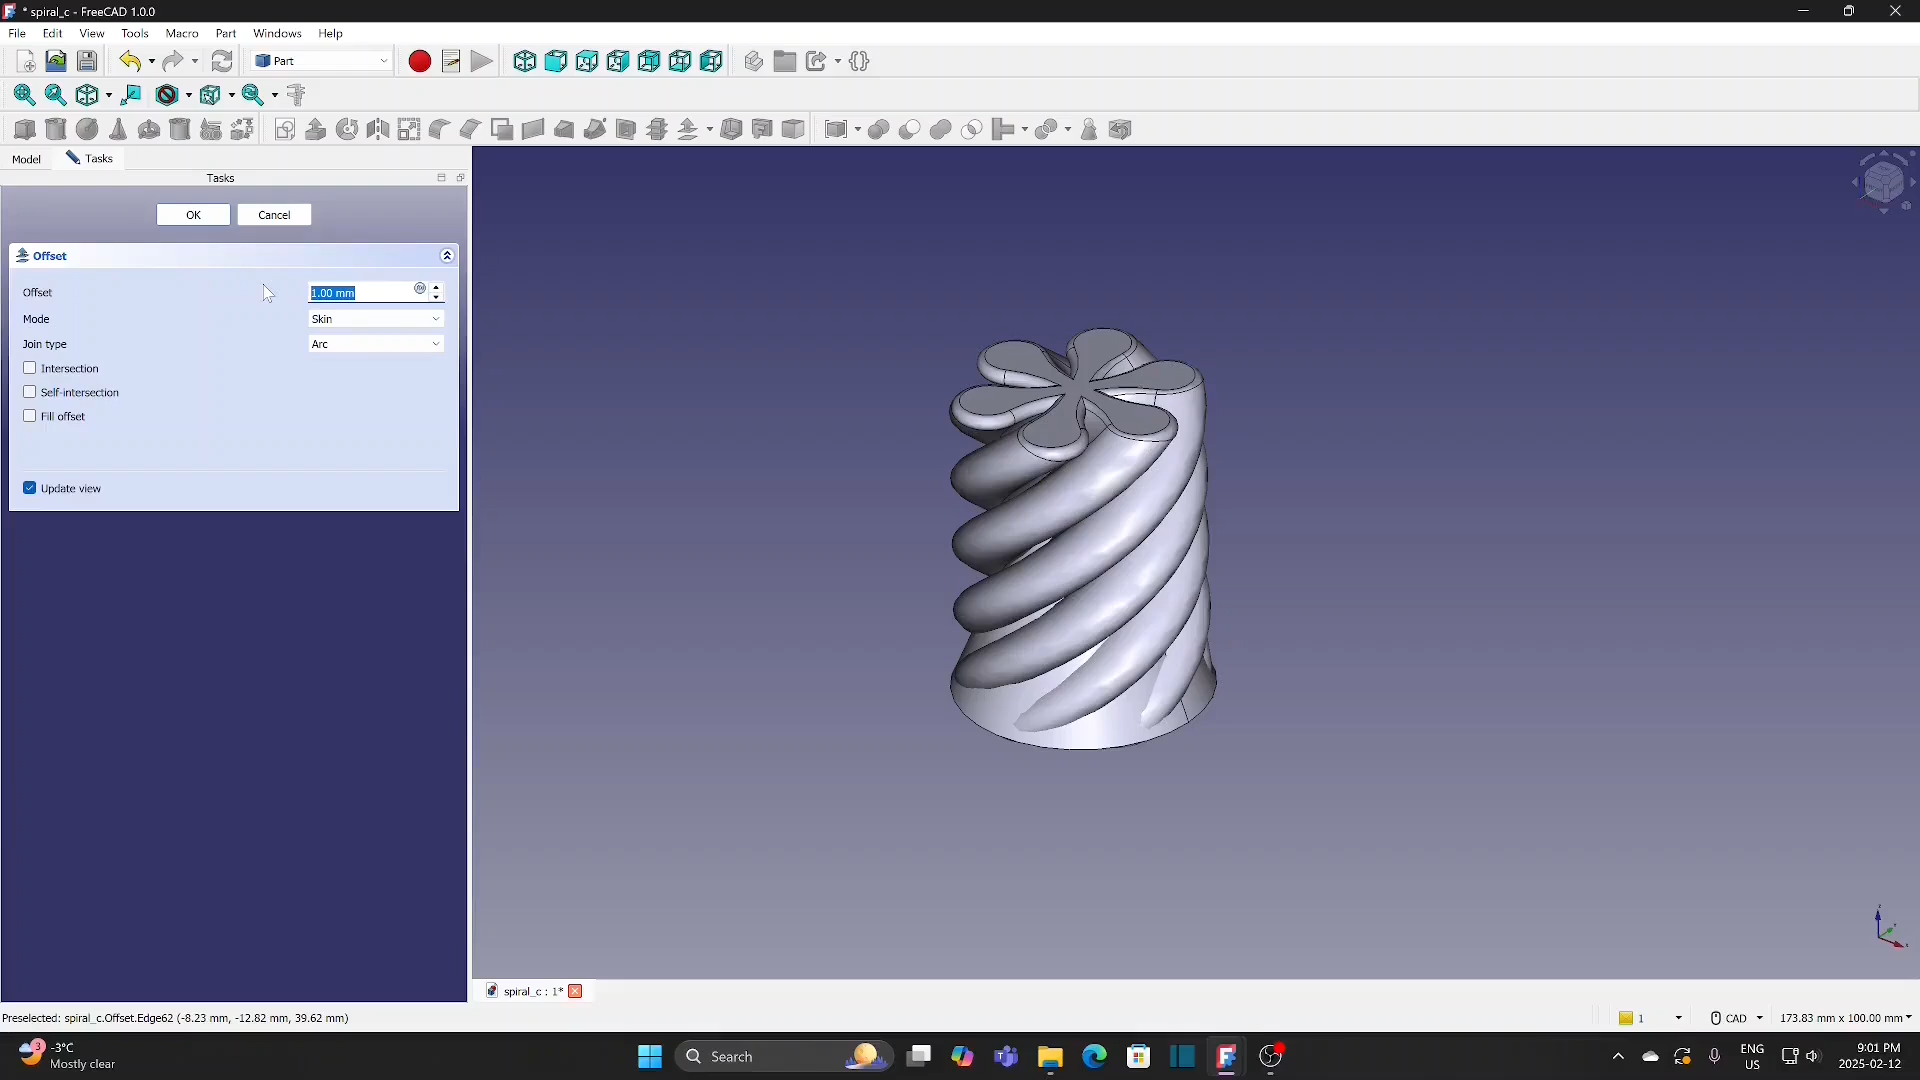 * spiral_c - FreeCAD 1.0.0
File Edit View Tools Macro Part Windows Help
Part
Model Tasks
Tasks
OK Cancel
Offset
Offset 1.00 mm
Mode Skin
Join type Arc
Intersection
Self-intersection
Fill offset
Update view
spiral_c : 1*
Preselected: spiral_c.Offset.Edge62 (-8.23 mm, -12.82 mm, 39.62 mm)
1 CAD 173.83 mm x 100.00 mm
3 -3°C
Mostly clear
Search
ENG
US
9:01 PM
2025-02-12